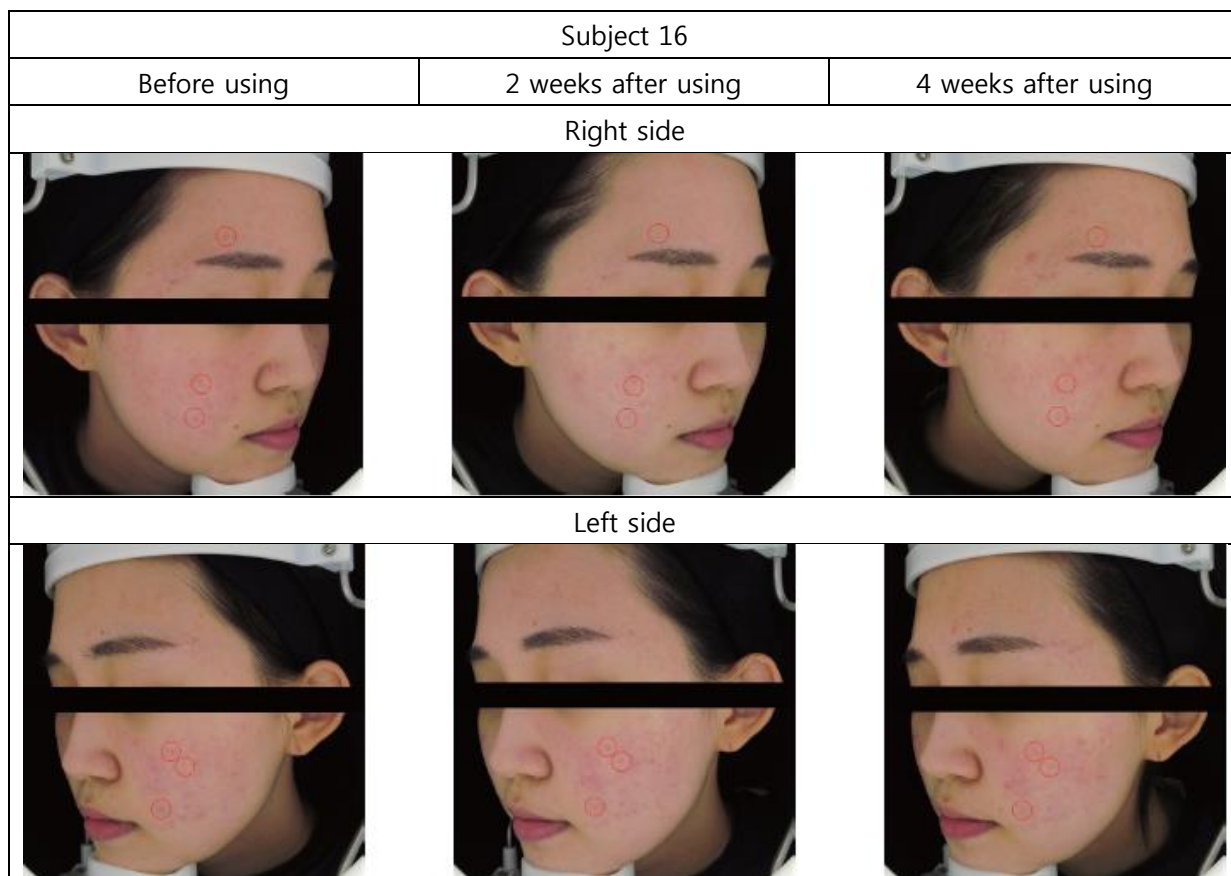 Subject 16
Before using
2 weeks after using
4 weeks after using
Right side
Left side